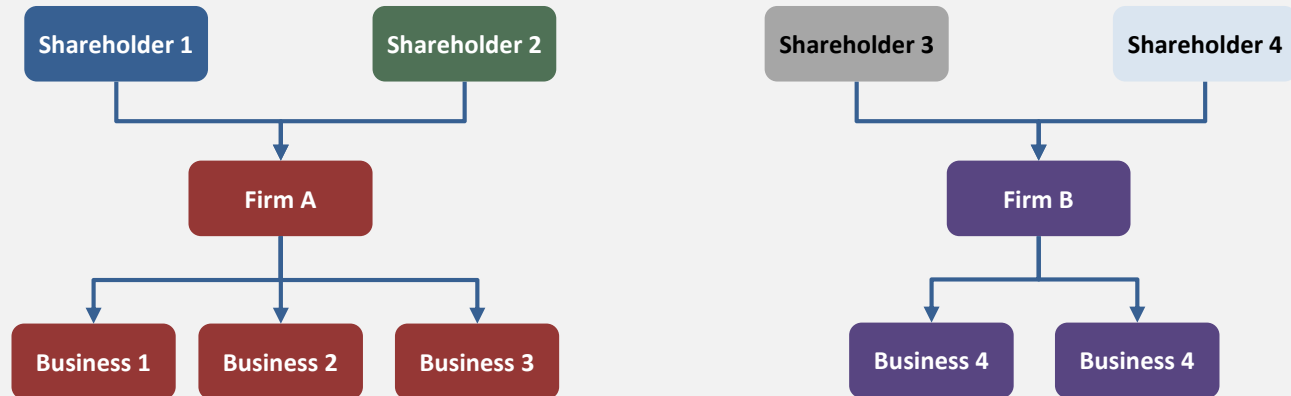 Shareholder 1
Shareholder 2
Shareholder 3
Shareholder 4
Firm A
Firm B
Business 1
Business 2
Business 3
Business 4
Business 4